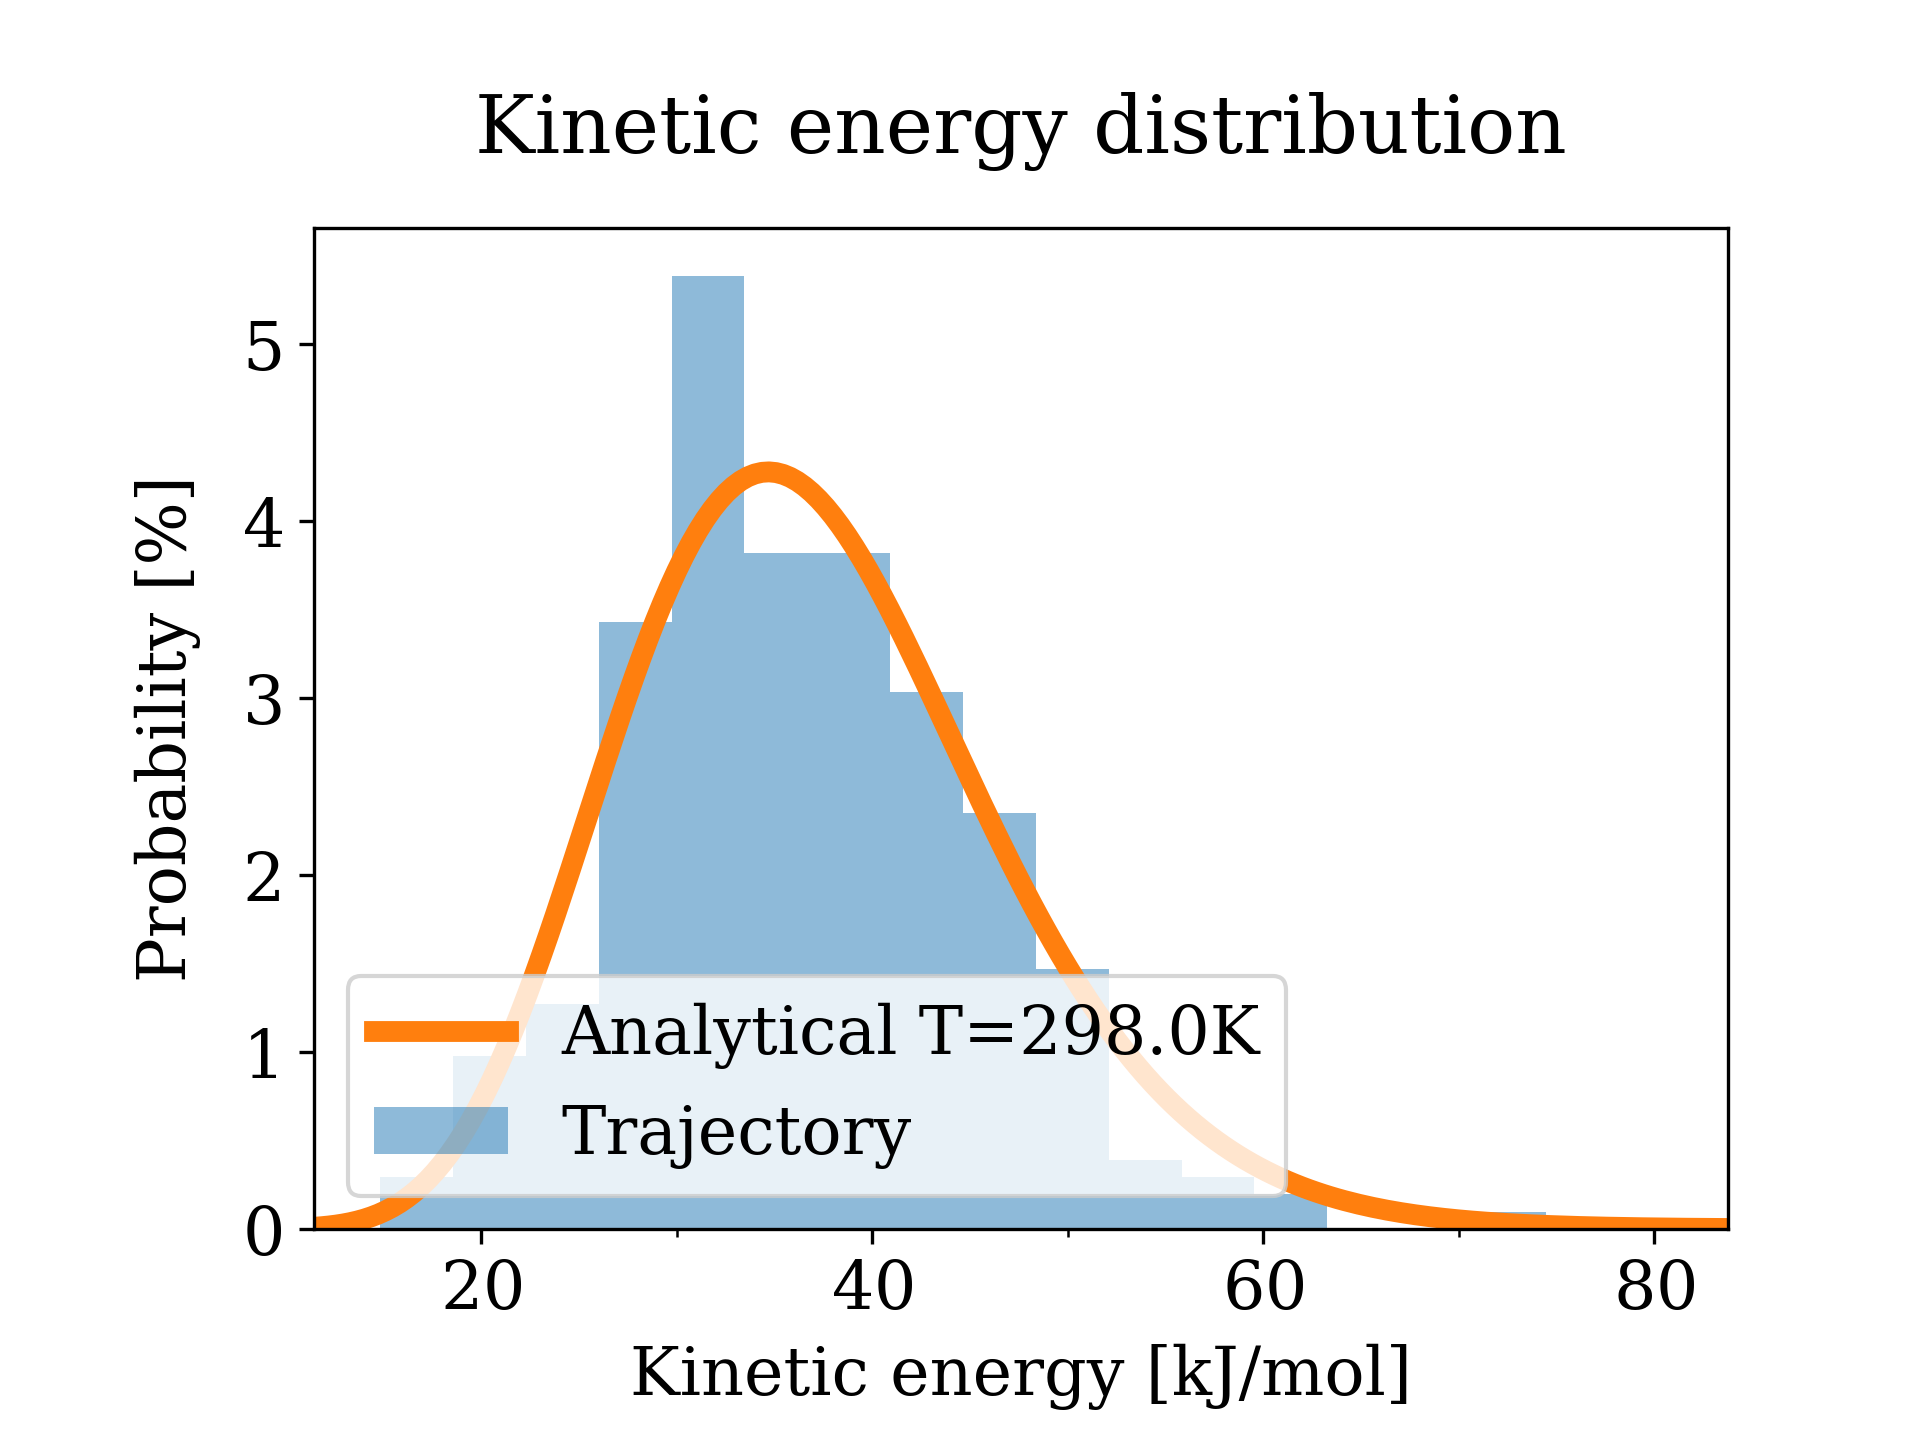 Kinetic energy distribution
Probability [%]
5
4
3
2
1
0
Analytical T=298.0K
Trajectory
20 40 60 80
Kinetic energy [kJ/mol]